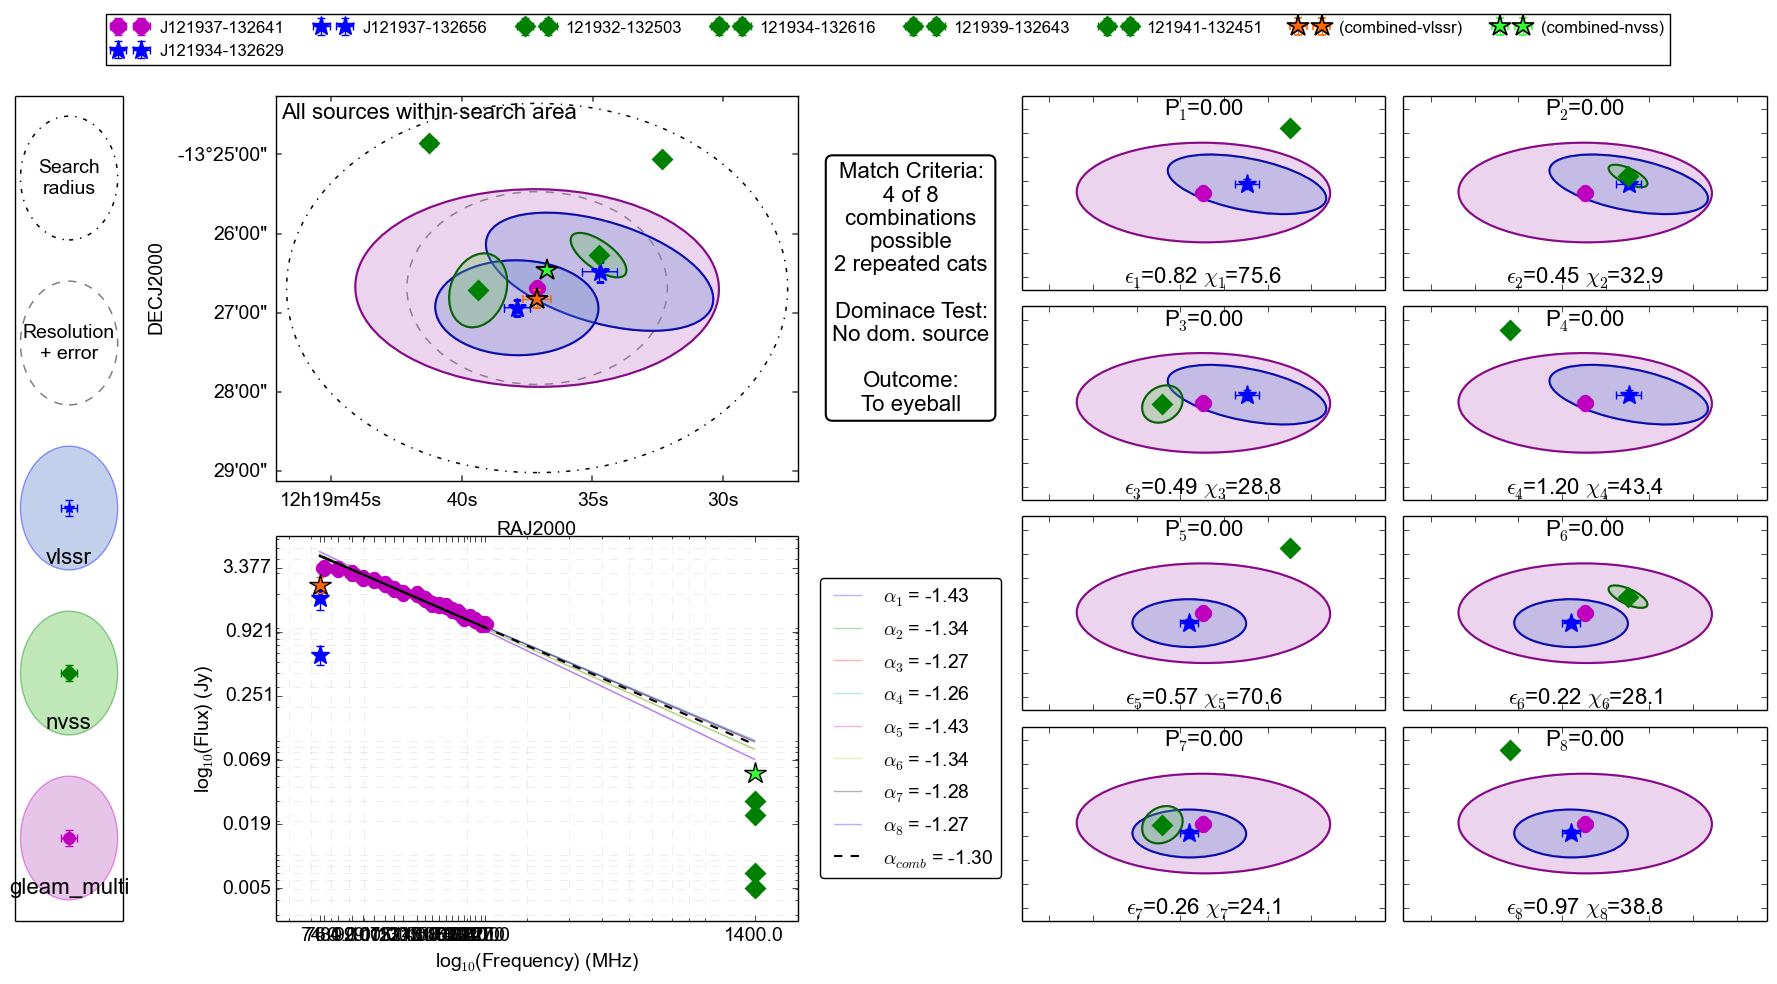 J121937-132641
J121937-132656
121932-132503
121934-132616
121939-132643
121941-132451
(combined-vlssr)
(combined-nvss)
J121934-132629
Search
radius
Resolution
+ error
vlssr
nvss
gleam_multi
All sources within search area
DECJ2000
-13°25'00"
26'00"
27'00"
28'00"
29'00"
12h19m45s
40s
35s
30s
RAJ2000
Match Criteria:
4 of 8
combinations
possible
2 repeated cats
Dominace Test:
No dom. source
Outcome:
To eyeball
log10(Flux) (Jy)
3.377
0.921
0.251
0.069
0.019
0.005
1400.0
log10(Frequency) (MHz)
α1 = -1.43
α2 = -1.34
α3 = -1.27
α4 = -1.26
α5 = -1.43
α6 = -1.34
α7 = -1.28
α8 = -1.27
αcomb = -1.30
P1=0.00
ϵ1=0.82 χ1=75.6
P2=0.00
ϵ2=0.45 χ2=32.9
P3=0.00
ϵ3=0.49 χ3=28.8
P4=0.00
ϵ4=1.20 χ4=43.4
P5=0.00
ϵ5=0.57 χ5=70.6
P6=0.00
ϵ6=0.22 χ6=28.1
P7=0.00
ϵ7=0.26 χ7=24.1
P8=0.00
ϵ8=0.97 χ8=38.8